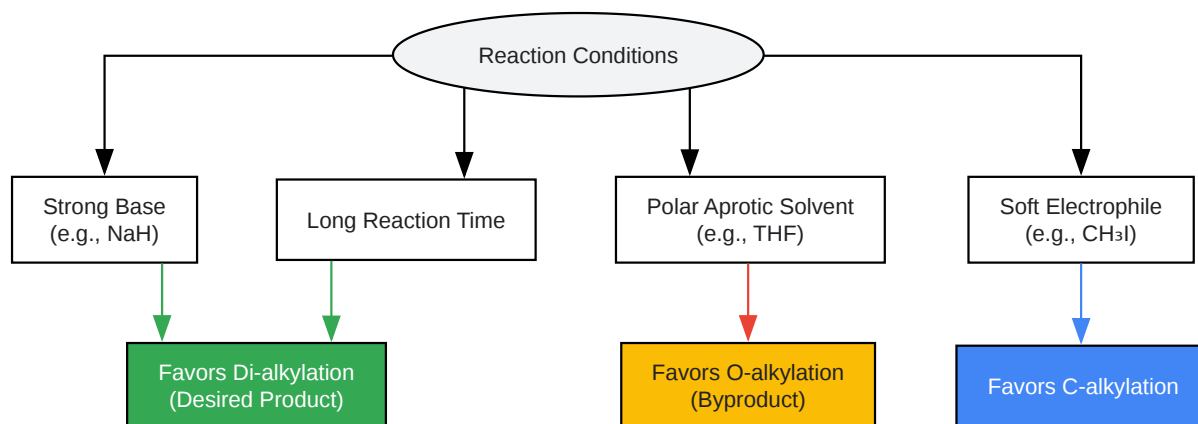 Reaction Conditions
Strong Base
(e.g., NaH)
Long Reaction Time
Polar Aprotic Solvent
(e.g., THF)
Soft Electrophile
(e.g., CH₃I)
Favors Di-alkylation
(Desired Product)
Favors O-alkylation
(Byproduct)
Favors C-alkylation